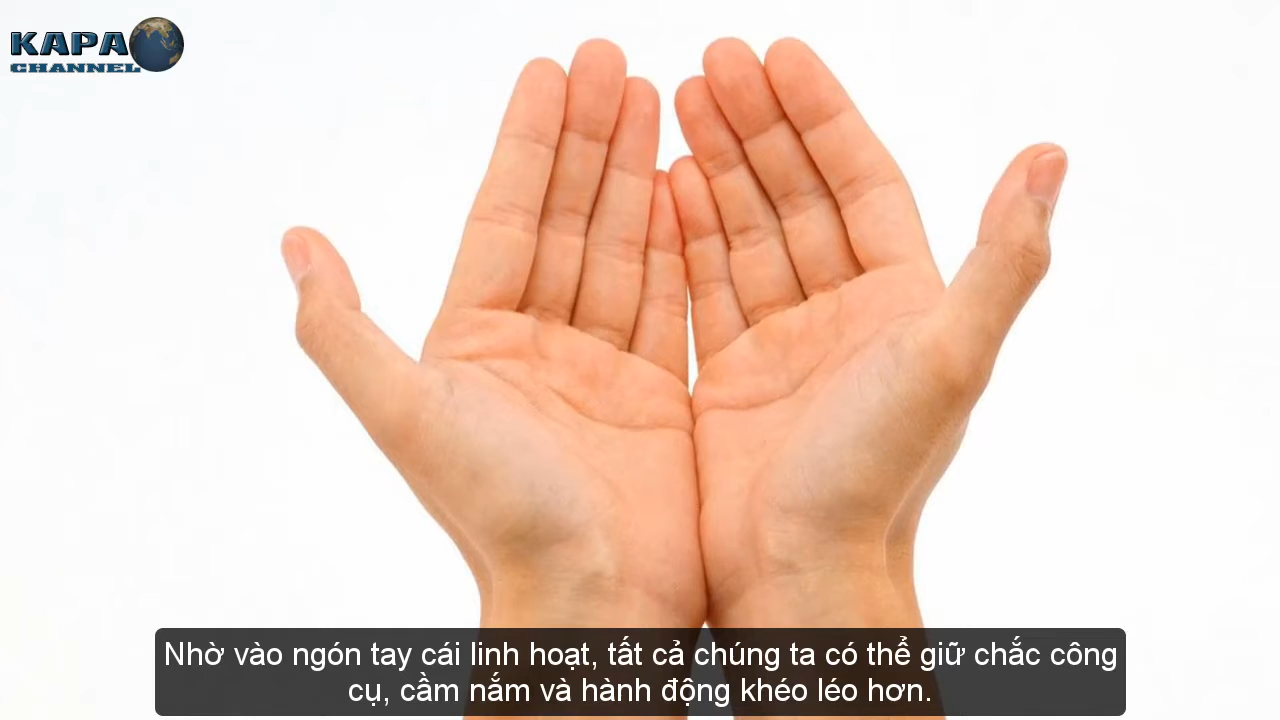 KAPA
CHANNEL
Nhờ vào ngón tay cái linh hoạt, tất cả chúng ta có thể giữ chắc công
cụ, cầm nắm và hành động khéo léo hơn.